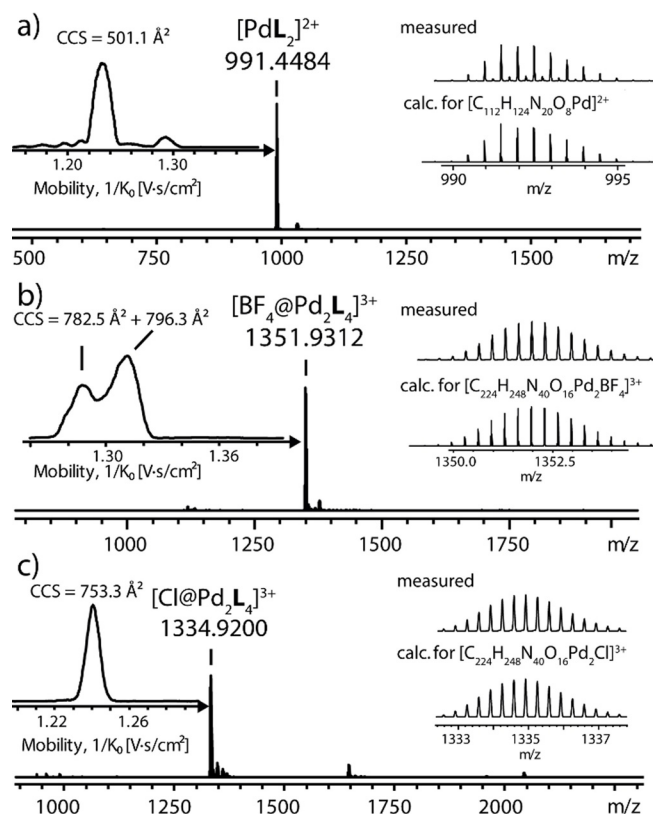 a)
CCS = 501.1 Å²
[PdL₂]²⁺
991.4484
measured
calc. for [C₁₁₂H₁₂₄N₂₀O₈Pd]²⁺
1.20 1.30
Mobility, 1/K₀ [V·s/cm²]
990 995
m/z
500 750 1000 1250 1500 m/z
b)
CCS = 782.5 Å² + 796.3 Å²
[BF₄@Pd₂L₄]³⁺
1351.9312
measured
calc. for [C₂₂₄H₂₄₈N₄₀O₁₆Pd₂BF₄]³⁺
1.30 1.36
Mobility, 1/K₀ [V·s/cm²]
1350.0 1352.5
m/z
1000 1250 1500 1750 m/z
c)
CCS = 753.3 Å²
[Cl@Pd₂L₄]³⁺
1334.9200
measured
calc. for [C₂₂₄H₂₄₈N₄₀O₁₆Pd₂Cl]³⁺
1.22 1.26
Mobility, 1/K₀ [V·s/cm²]
1333 1335 1337
m/z
1000 1250 1500 1750 2000 m/z